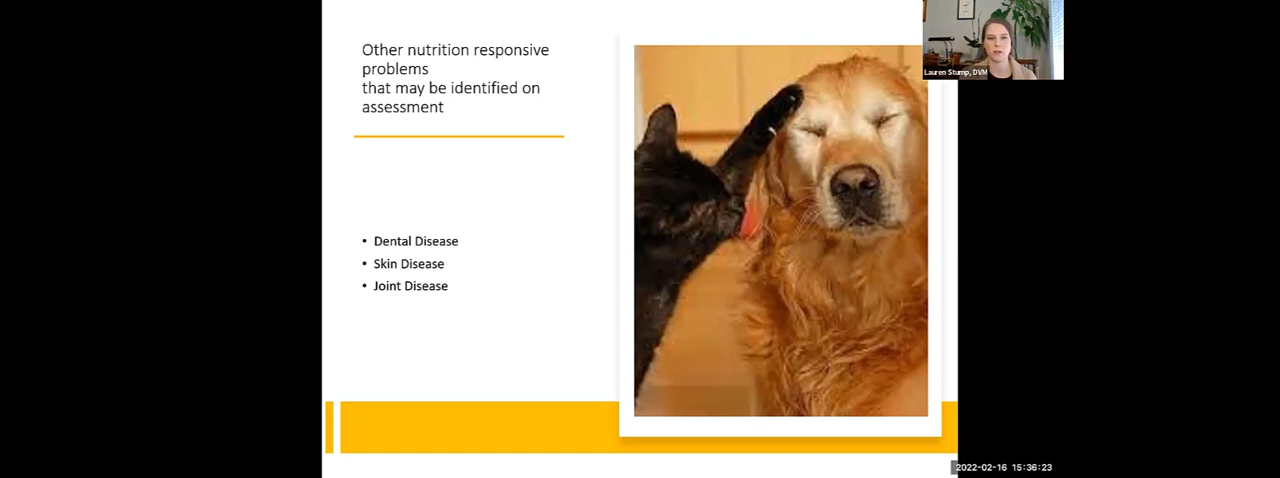 Other nutrition responsive
problems
that may be identified on
assessment
• Dental Disease
• Skin Disease
• Joint Disease
Lauren Stump, DVM
2022-02-16 15:36:23